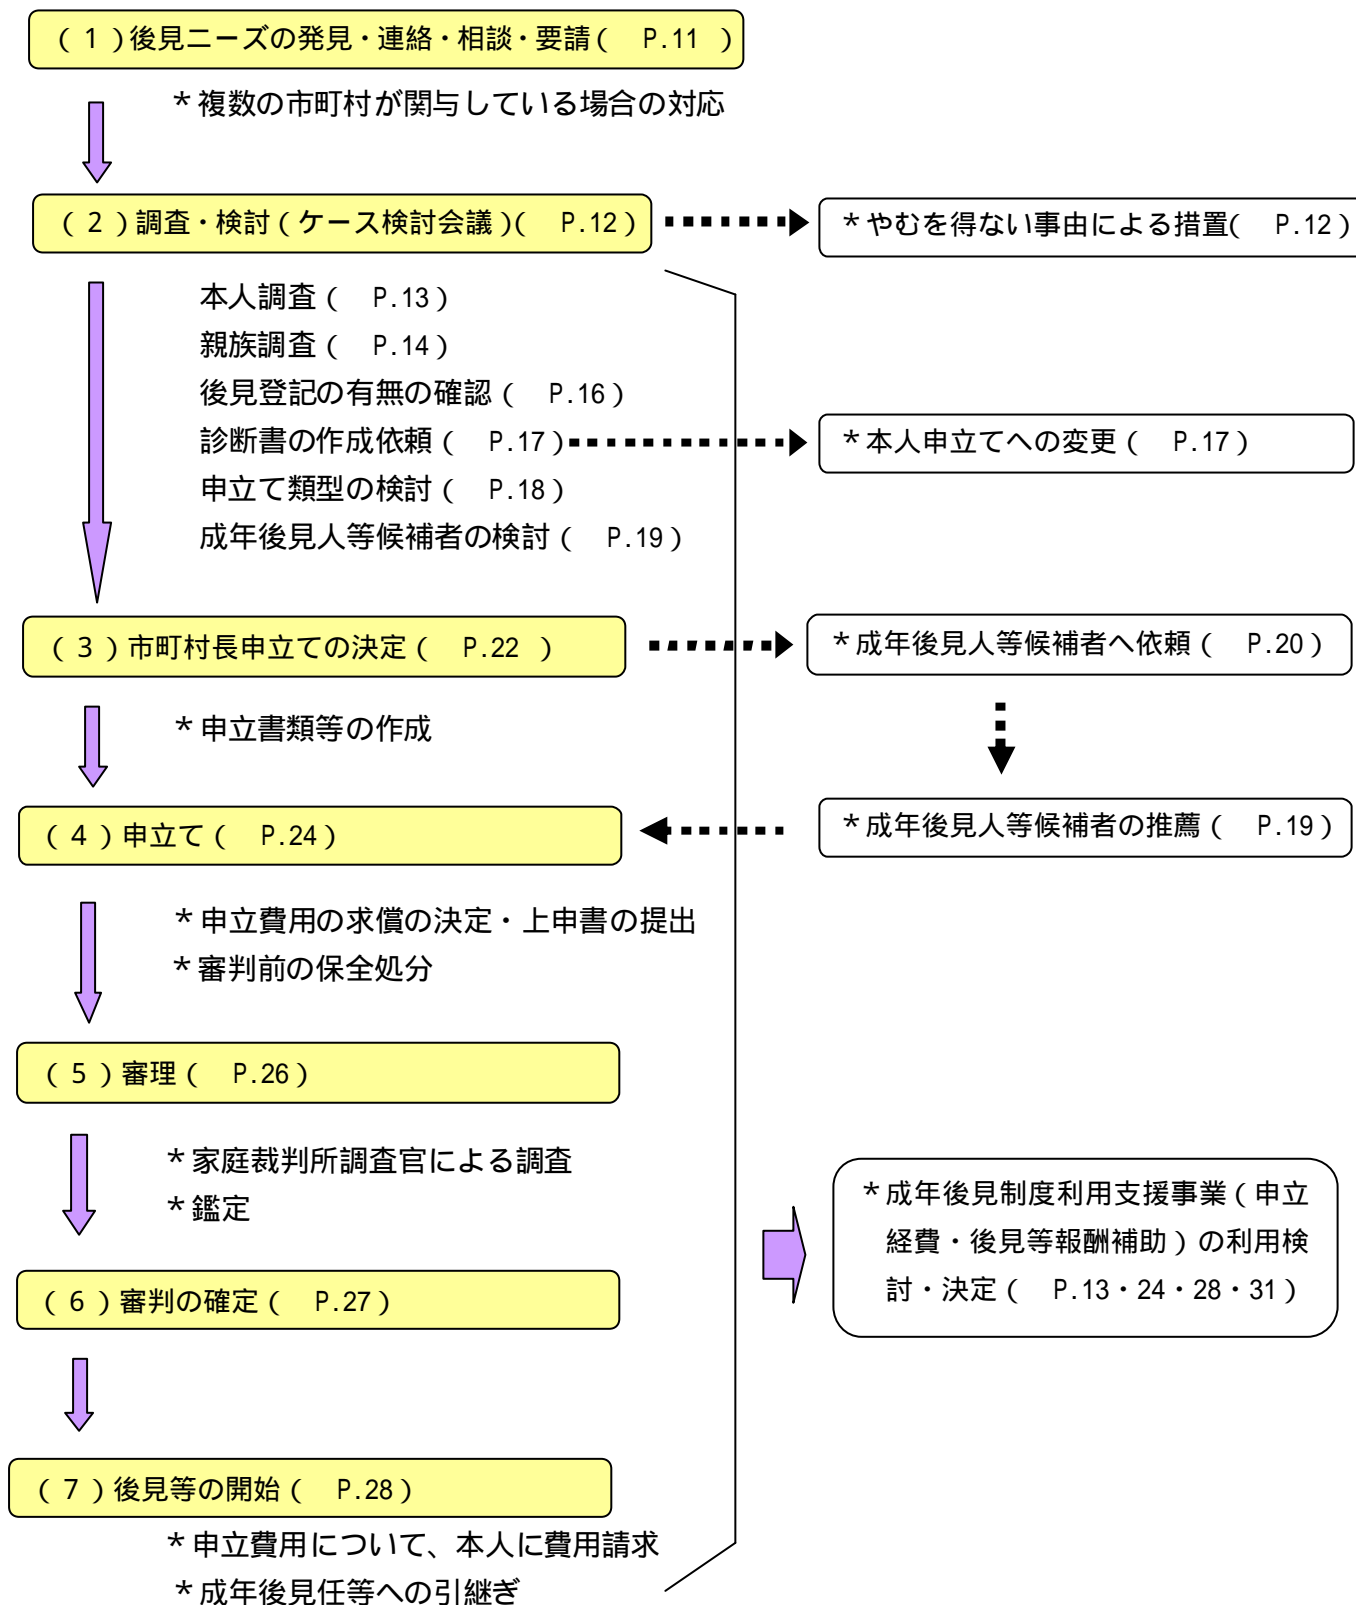 （１）後見ニーズの発見・連絡・相談・要請（ P.11 ）
＊複数の市町村が関与している場合の対応
（２）調査・検討（ケース検討会議）（ P.12）
＊やむを得ない事由による措置（ P.12）
本人調査（ P.13）
親族調査（ P.14）
後見登記の有無の確認（ P.16）
診断書の作成依頼（ P.17）
＊本人申立てへの変更（ P.17）
申立て類型の検討（ P.18）
成年後見人等候補者の検討（ P.19）
（３）市町村長申立ての決定（ P.22 ）
＊成年後見人等候補者へ依頼（ P.20）
＊申立書類等の作成
（４）申立て（ P.24）
＊成年後見人等候補者の推薦（ P.19）
＊申立費用の求償の決定・上申書の提出
＊審判前の保全処分
（５）審理（ P.26）
＊家庭裁判所調査官による調査
＊鑑定
＊成年後見制度利用支援事業（申立
経費・後見等報酬補助）の利用検
討・決定（ P.13・24・28・31）
（６）審判の確定（ P.27）
（７）後見等の開始（ P.28）
＊申立費用について、本人に費用請求
＊成年後見任等への引継ぎ